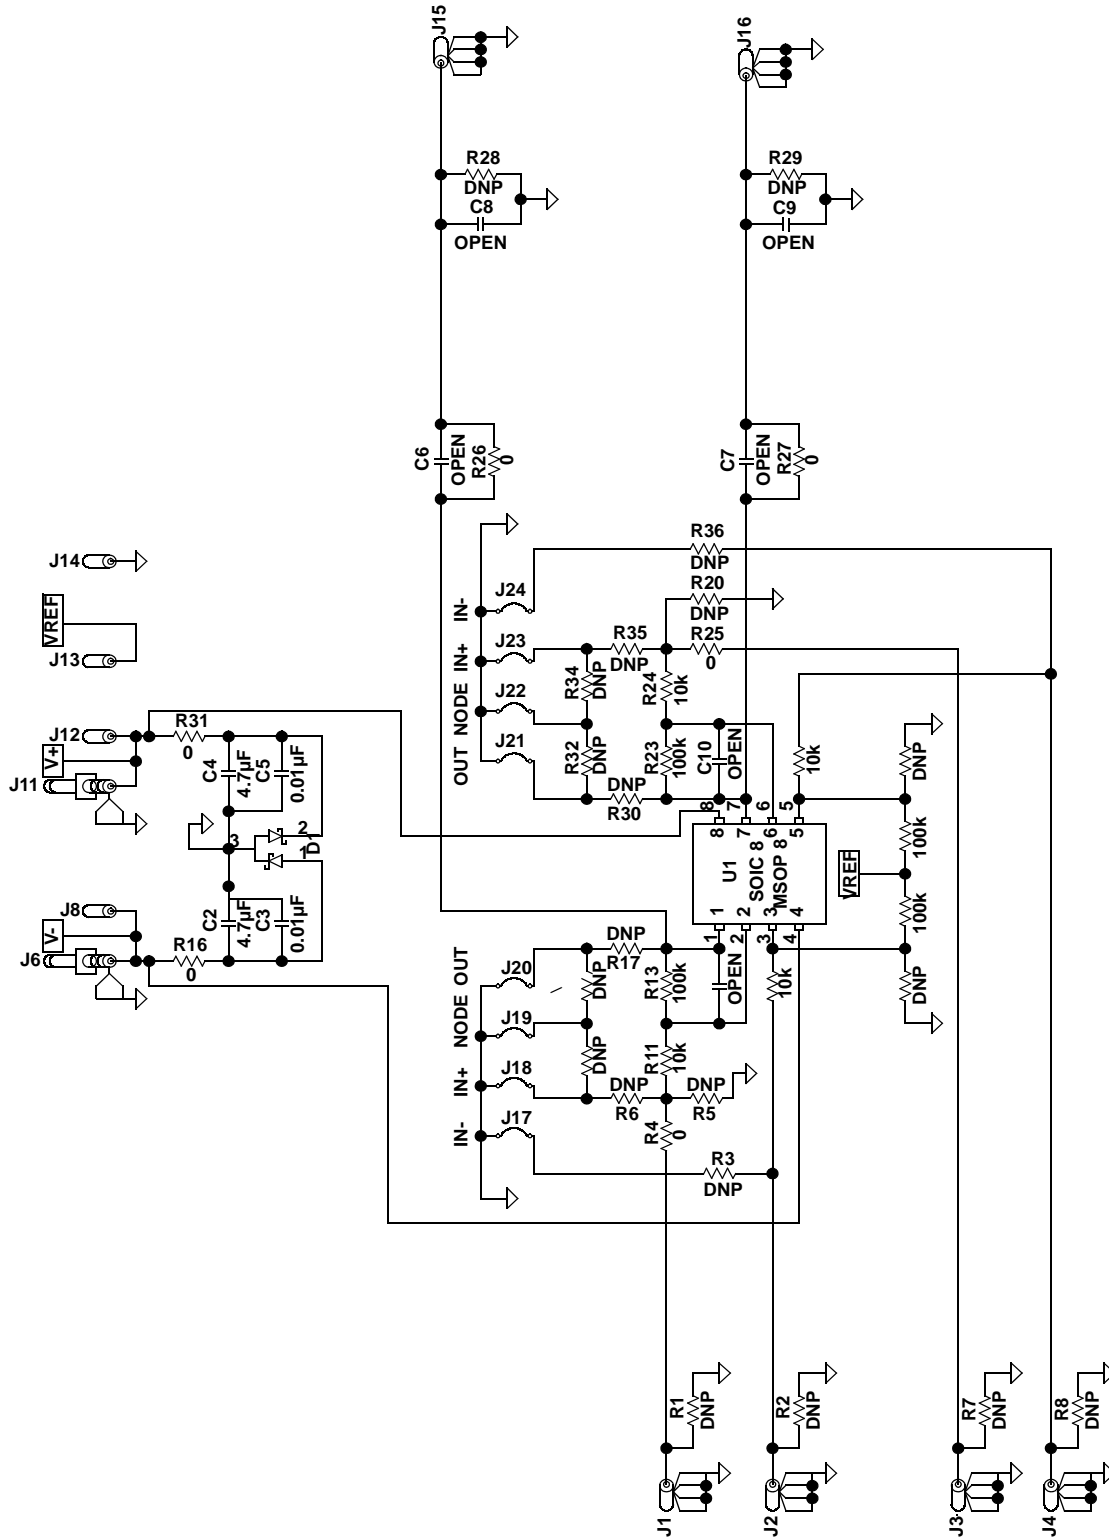 J15
R28
DNP
C8
OPEN
J16
R29
DNP
C9
OPEN
C6
OPEN
R26
0
C7
OPEN
R27
0
J14
VREF
J13
J12
V+
J11
R31
0
C4
4.7µF
C5
0.01µF
3
2
1
D1
J8
V-
J6
R16
0
C2
4.7µF
C3
0.01µF
IN-
IN+
NODE
OUT
J24
J23
J22
J21
R36
DNP
R20
DNP
R25
0
R35
DNP
R34
DNP
R24
10k
R32
DNP
R23
100k
C10
OPEN
DNP
R30
10k
DNP
100k
VREF
100k
DNP
8
7
6
5
8
7
6
5
U1
SOIC 8
MSOP 8
1
2
3
4
1
2
3
4
OUT
NODE
IN+
IN-
J20
J19
J18
J17
DNP
R17
DNP
R13
100k
OPEN
10k
DNP
R11
10k
DNP
R6
DNP
R5
R4
0
R3
DNP
R1
DNP
J1
R2
DNP
J2
R7
DNP
J3
R8
DNP
J4